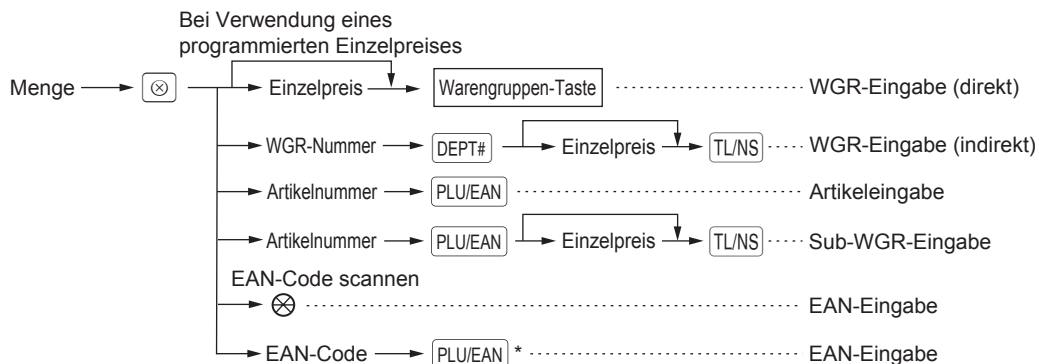 Bei Verwendung eines
programmierten Einzelpreises
Menge ⊗ Einzelpreis Warengruppen-Taste WGR-Eingabe (direkt)
WGR-Nummer DEPT# Einzelpreis TL/NS WGR-Eingabe (indirekt)
Artikelnummer PLU/EAN Artikeleingabe
Artikelnummer PLU/EAN Einzelpreis TL/NS Sub-WGR-Eingabe
EAN-Code scannen
⊗ EAN-Eingabe
EAN-Code PLU/EAN * EAN-Eingabe